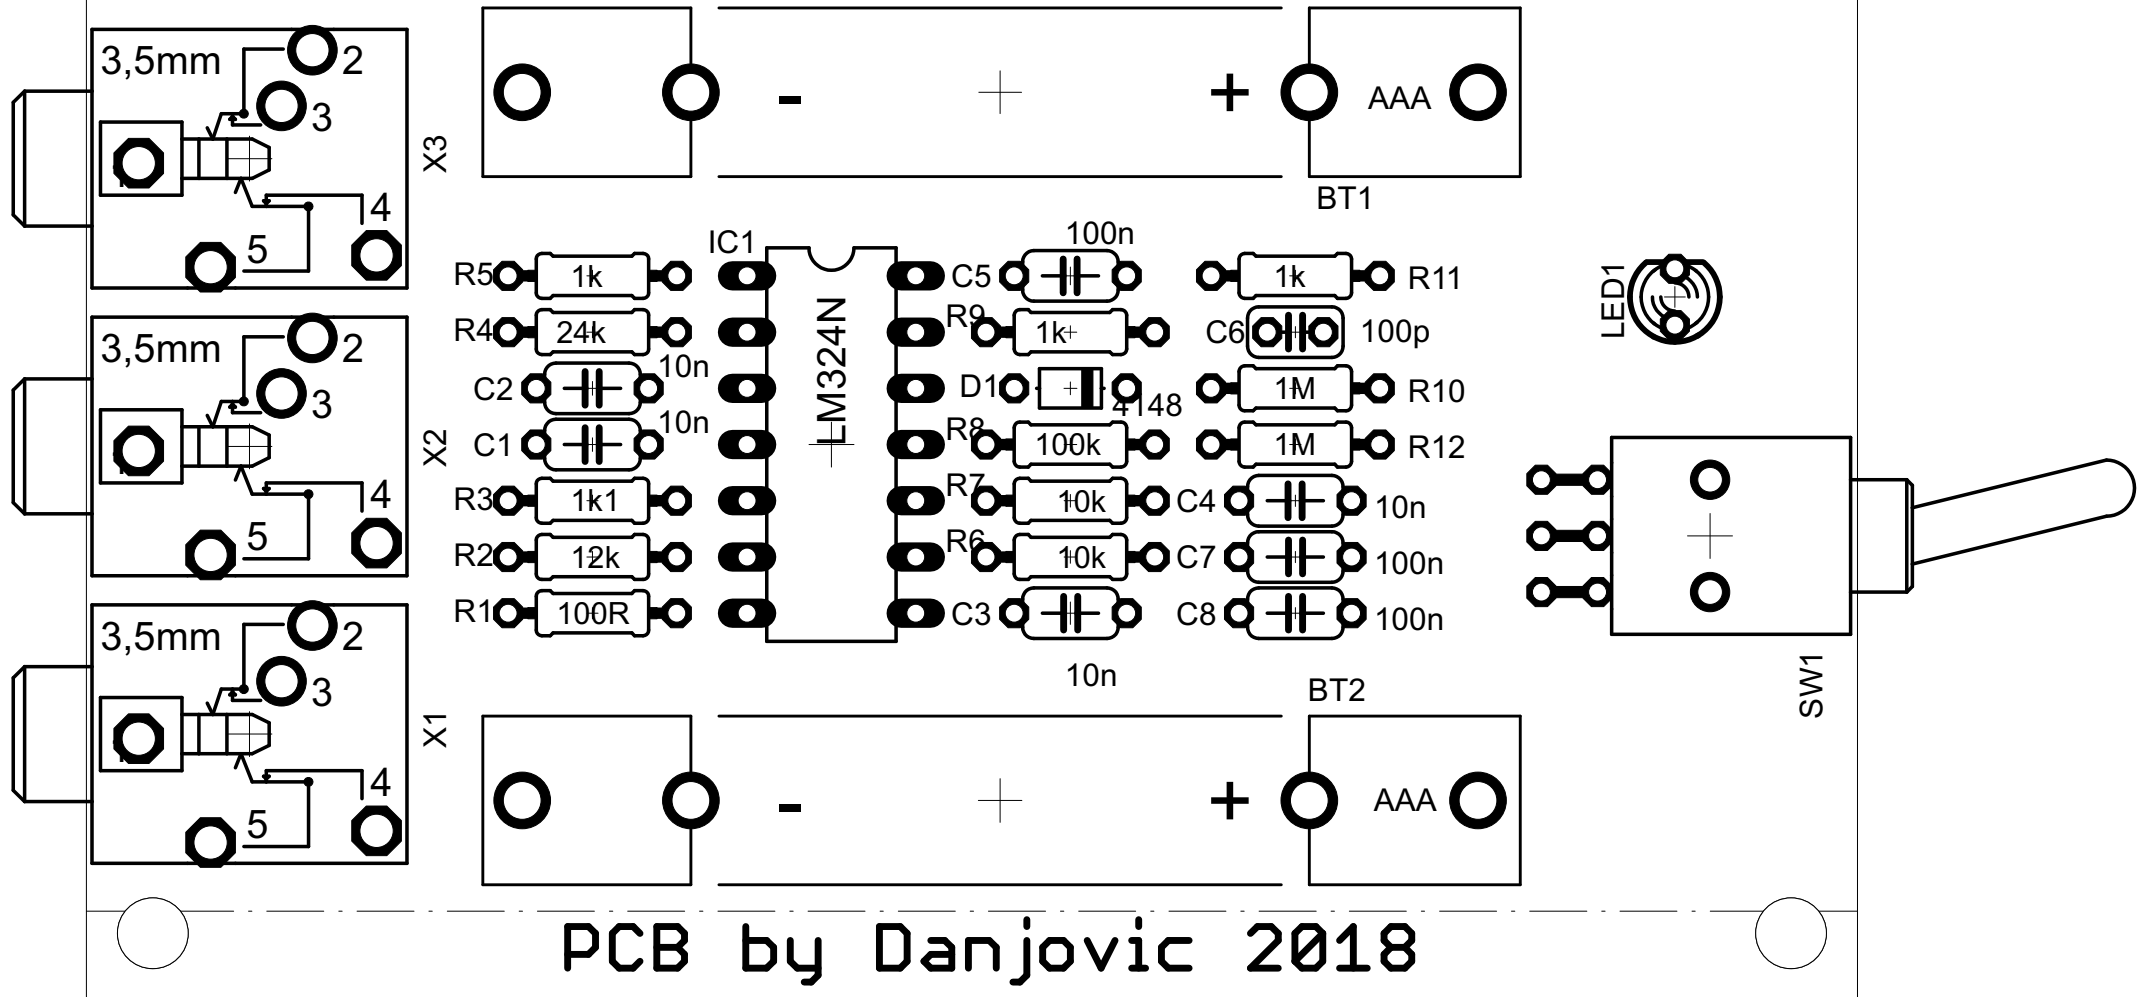 3,5mm
2
3
4
5
X3
-
+
AAA
BT1
IC1
LM324N
R5
1k
R4
24k
C2
10n
C1
10n
R3
1k1
R2
12k
R1
100R
C5
100n
R9
1k
D1
4148
R8
100k
R7
10k
R6
10k
C3
10n
1k
R11
C6
100p
1M
R10
1M
R12
C4
10n
C7
100n
C8
100n
LED1
SW1
3,5mm
2
3
4
5
X2
3,5mm
2
3
4
5
X1
BT2
-
+
AAA
PCB by Danjovic 2018